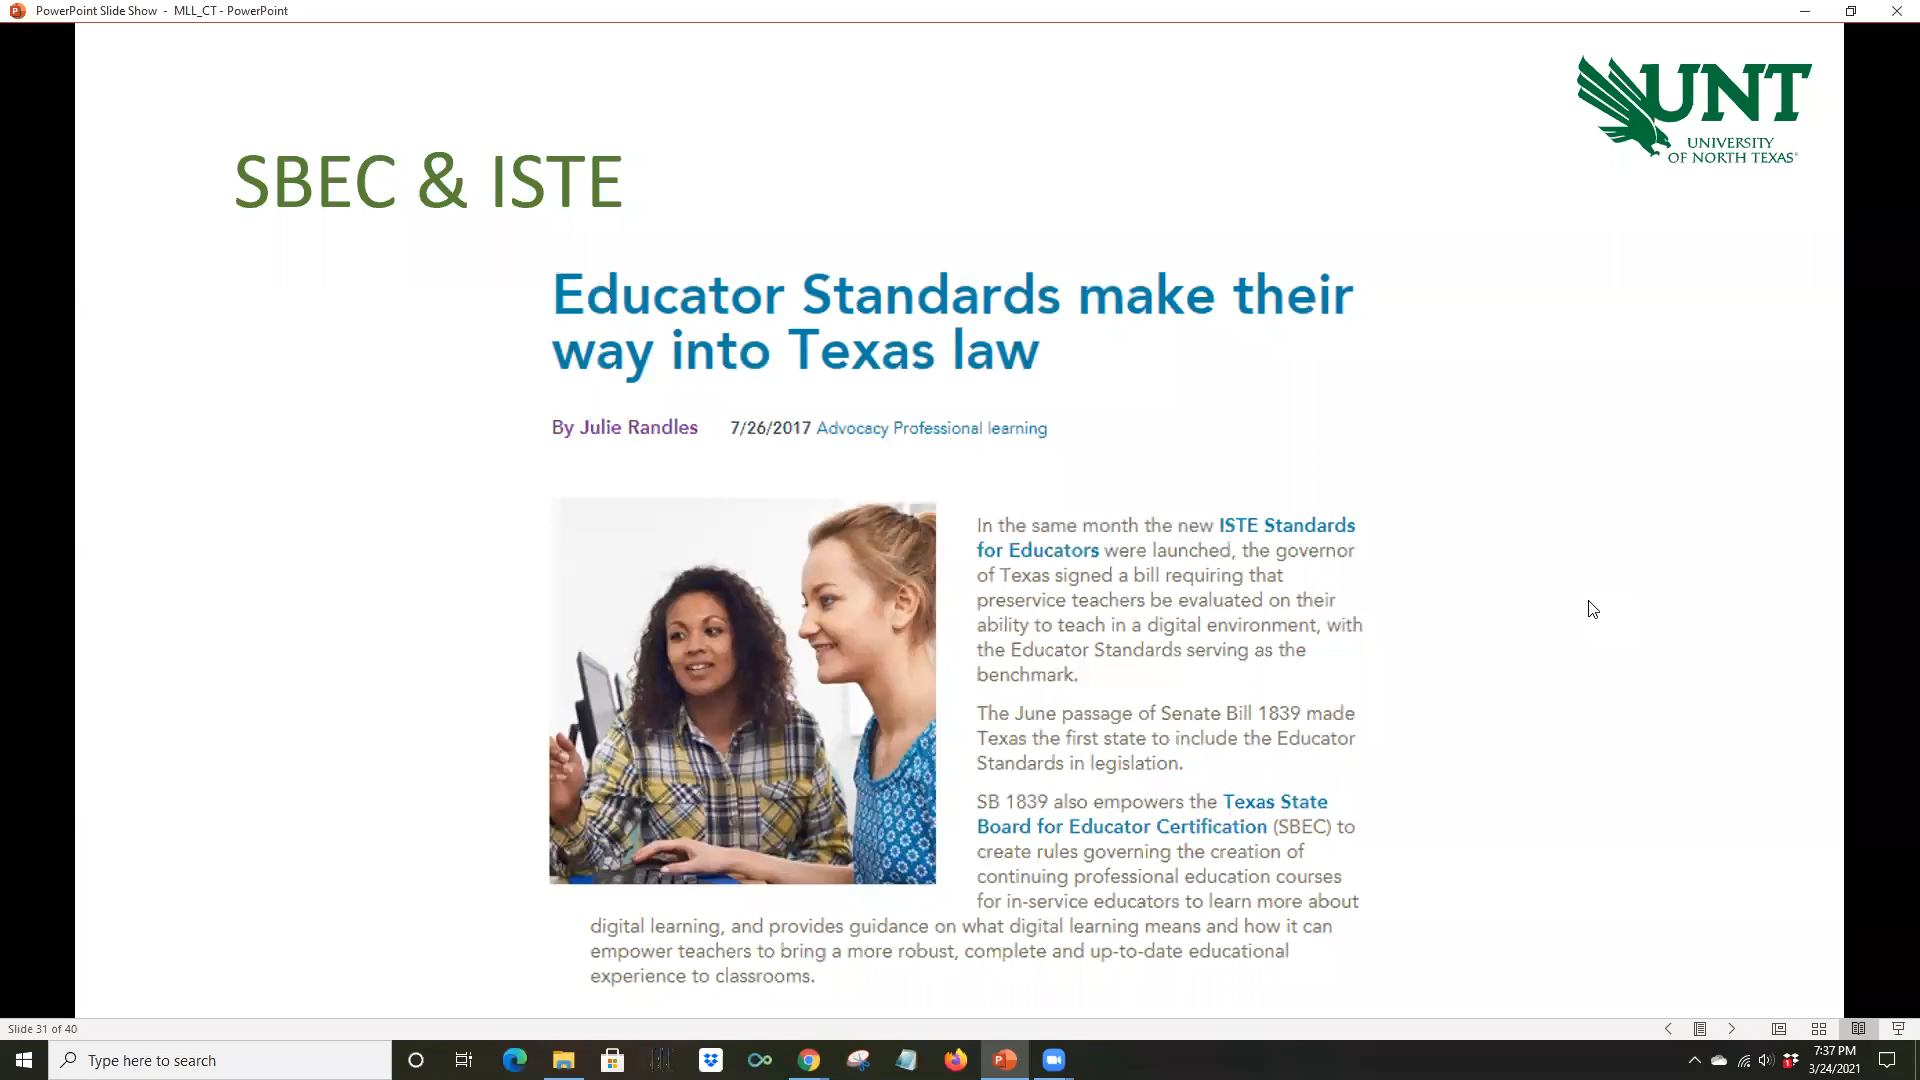 PowerPoint Slide Show - MLL_CT - PowerPoint
UNT
UNIVERSITY
OF NORTH TEXAS
SBEC & ISTE
Educator Standards make their
way into Texas law
By Julie Randles 7/26/2017 Advocacy Professional learning
In the same month the new ISTE Standards
for Educators were launched, the governor
of Texas signed a bill requiring that
preservice teachers be evaluated on their
ability to teach in a digital environment, with
the Educator Standards serving as the
benchmark.
The June passage of Senate Bill 1839 made
Texas the first state to include the Educator
Standards in legislation.
SB 1839 also empowers the Texas State
Board for Educator Certification (SBEC) to
create rules governing the creation of
continuing professional education courses
for in-service educators to learn more about
digital learning, and provides guidance on what digital learning means and how it can
empower teachers to bring a more robust, complete and up-to-date educational
experience to classrooms.
Slide 31 of 40
Type here to search
7:37 PM
3/24/2021